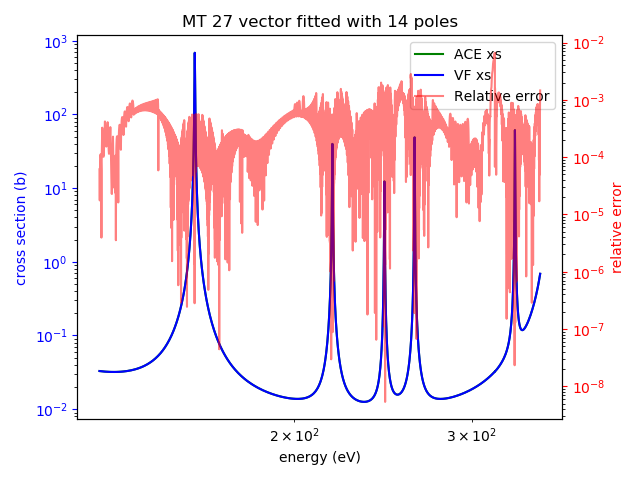 MT 27 vector fitted with 14 poles
ACE xs
VF xs
Relative error
cross section (b)
10³
10²
10¹
10⁰
10⁻¹
10⁻²
10⁻²
10⁻³
10⁻⁴
10⁻⁵
10⁻⁶
10⁻⁷
10⁻⁸
relative error
2 × 10²
3 × 10²
energy (eV)